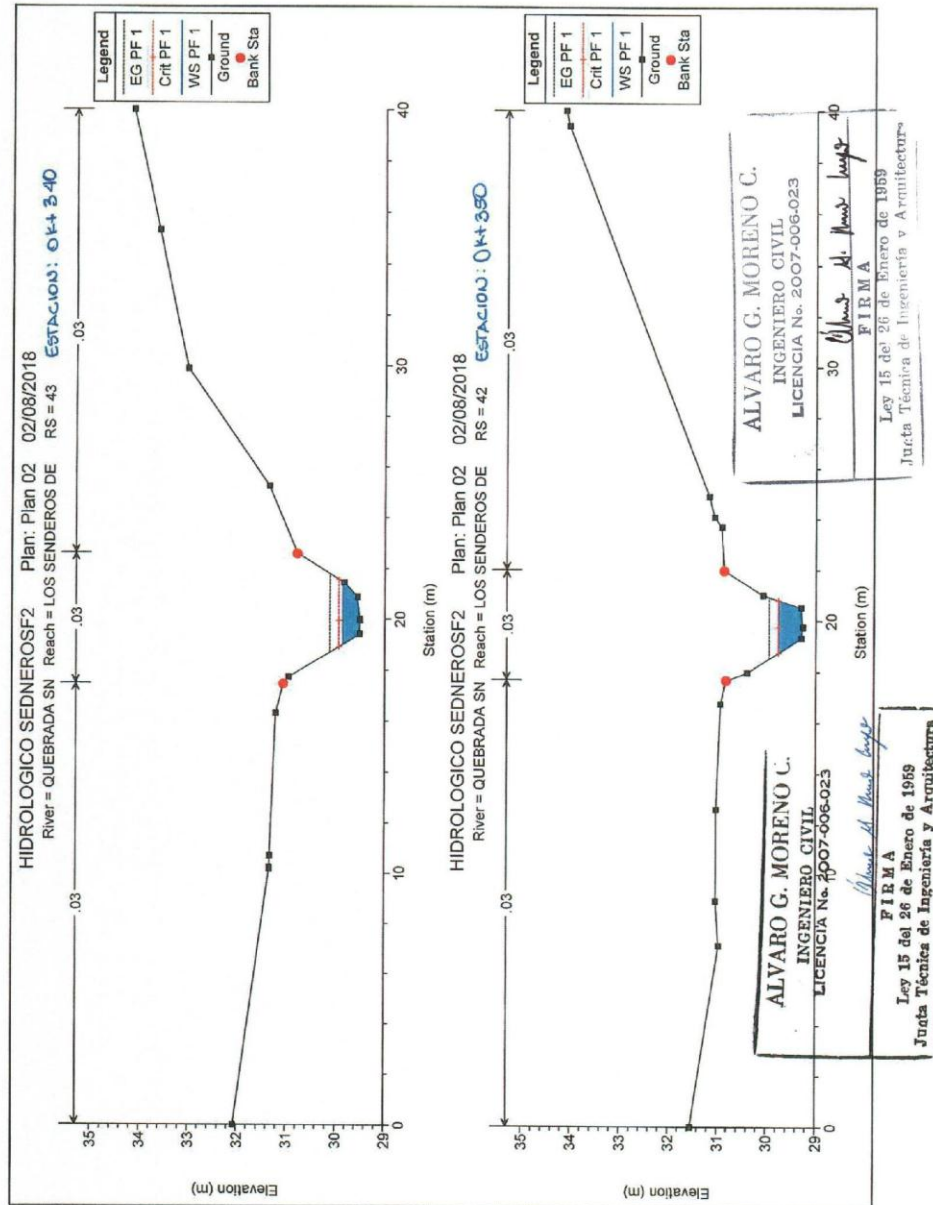 HIDROLOGICO SEDNEROSF2 Plan: Plan 02 02/08/2018
River = QUEBRADA SN Reach = LOS SENDEROS DE RS = 43 ESTACION: 0K+340
.03 .03 .03
Legend
EG PF 1
Crit PF 1
WS PF 1
Ground
Bank Sta
Elevation (m)
35
34
33
32
31
30
29
0 10 20 30 40
Station (m)
HIDROLOGICO SEDNEROSF2 Plan: Plan 02 02/08/2018
River = QUEBRADA SN Reach = LOS SENDEROS DE RS = 42 ESTACION: 0K+350
.03 .03 .03
Legend
EG PF 1
Crit PF 1
WS PF 1
Ground
Bank Sta
Elevation (m)
35
34
33
32
31
30
29
0 10 20 30 40
Station (m)
ALVARO G. MORENO C.
INGENIERO CIVIL
LICENCIA No. 2007-006-023
FIRMA
Ley 15 del 26 de Enero de 1959
Junta Técnica de Ingeniería y Arquitectura
ALVARO G. MORENO C.
INGENIERO CIVIL
LICENCIA No. 2007-006-023
FIRMA
Ley 15 del 26 de Enero de 1959
Junta Técnica de Ingeniería y Arquitectura